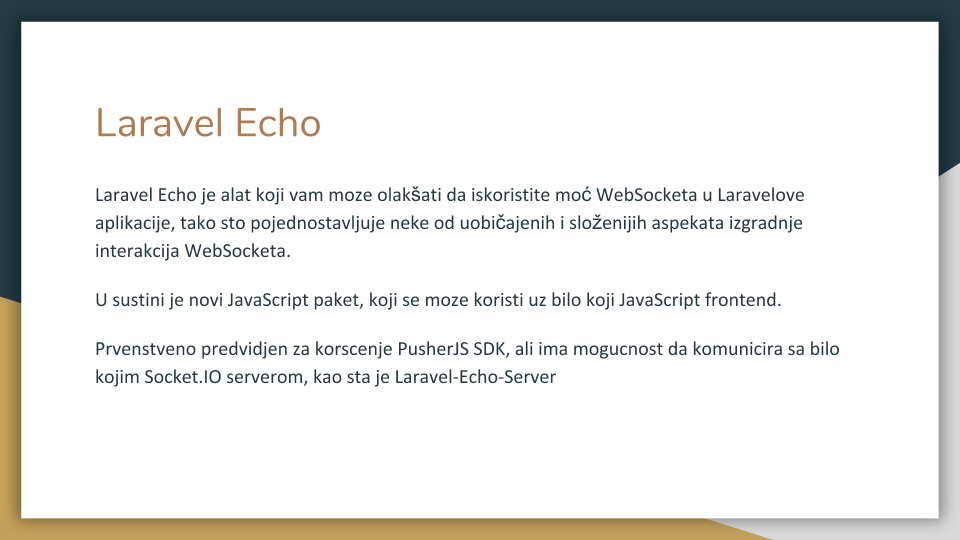 Laravel Echo
Laravel Echo je alat koji vam moze olakšati da iskoristite moć WebSocketa u Laravelove
aplikacije, tako sto pojednostavljuje neke od uobičajenih i složenijih aspekata izgradnje
interakcija WebSocketa.
U sustini je novi JavaScript paket, koji se moze koristi uz bilo koji JavaScript frontend.
Prvenstveno predvidjen za korscenje PusherJS SDK, ali ima mogucnost da komunicira sa bilo
kojim Socket.IO serverom, kao sta je Laravel-Echo-Server